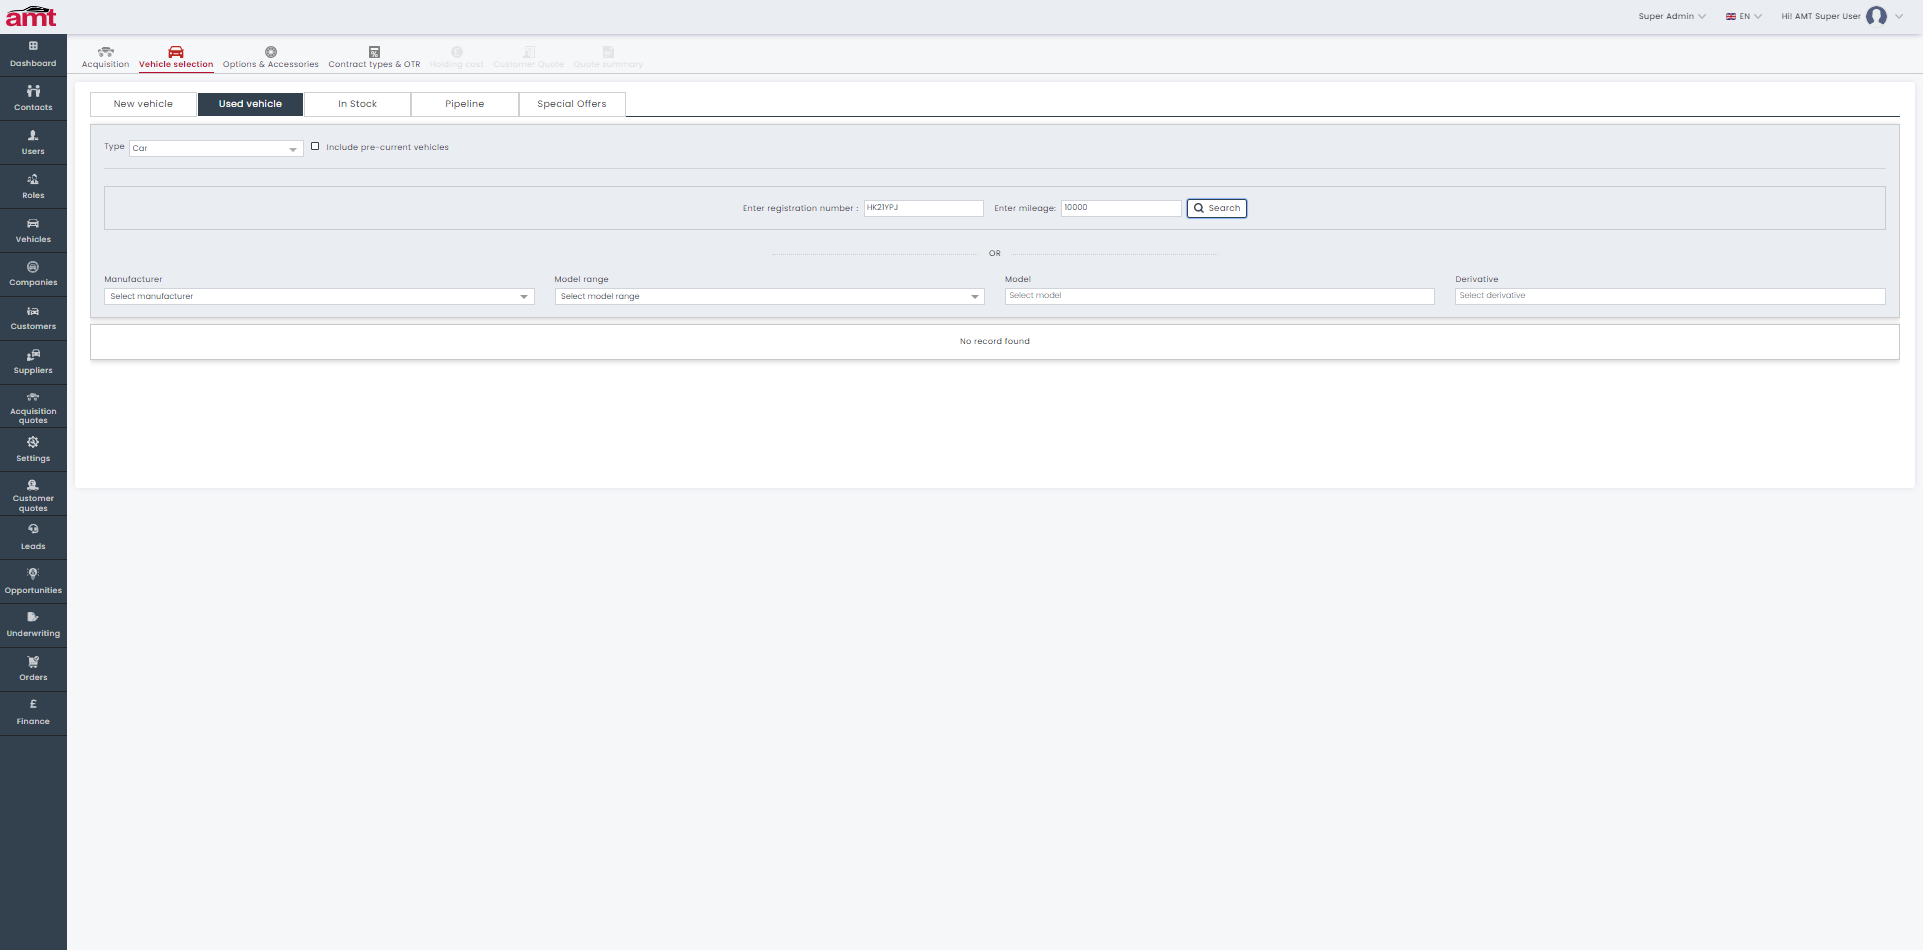 amt
Super Admin
EN
Hi! AMT Super User
Dashboard
Contacts
Users
Roles
Vehicles
Companies
Customers
Suppliers
Acquisition
quotes
Settings
Customer
quotes
Leads
Opportunities
Underwriting
Orders
£
Finance
Acquisition
Vehicle selection
Options & Accessories
Contract types & OTR
Holding cost
Customer Quote
Quote summary
New vehicle
Used vehicle
In Stock
Pipeline
Special Offers
Type
Car
Include pre-current vehicles
Enter registration number :
HK21YPJ
Enter mileage:
10000
Search
OR
Manufacturer
Model range
Model
Derivative
Select manufacturer
Select model range
Select model
Select derivative
No record found